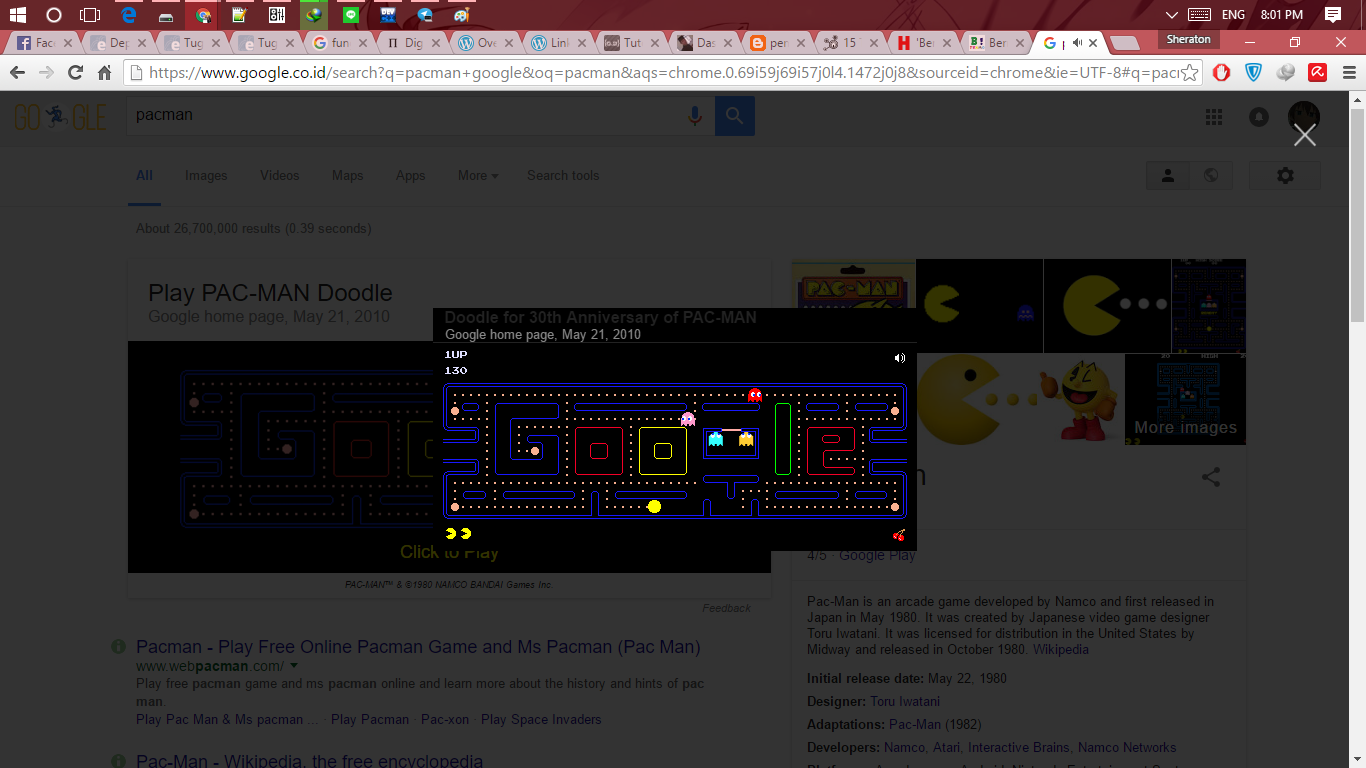 ENG 8:01 PM
Fac Dep Tug Tug fun Dig Ove Link Tut Das per 15 'Be Ber p Sheraton
https://www.google.co.id/search?q=pacman+google&oq=pacman&aqs=chrome.0.69i59j69i57j0l4.1472j0j8&sourceid=chrome&ie=UTF-8#q=pac
GO GLE
pacman
All Images Videos Maps Apps More Search tools
About 26,700,000 results (0.39 seconds)
Play PAC-MAN Doodle
Google home page, May 21, 2010
PAC-MAN
Doodle for 30th Anniversary of PAC-MAN
Google home page, May 21, 2010
1UP
130
Click to Play
PAC-MAN™ & ©1980 NAMCO BANDAI Games Inc.
Feedback
More images
n
4/5 · Google Play
Pac-Man is an arcade game developed by Namco and first released in
Japan in May 1980. It was created by Japanese video game designer
Toru Iwatani. It was licensed for distribution in the United States by
Midway and released in October 1980. Wikipedia
Initial release date: May 22, 1980
Designer: Toru Iwatani
Adaptations: Pac-Man (1982)
Developers: Namco, Atari, Interactive Brains, Namco Networks
Pacman - Play Free Online Pacman Game and Ms Pacman (Pac Man)
www.webpacman.com/
Play free pacman game and ms pacman online and learn more about the history and hints of pac
man.
Play Pac Man & Ms pacman ... · Play Pacman · Pac-xon · Play Space Invaders
Pac-Man - Wikipedia, the free encyclopedia